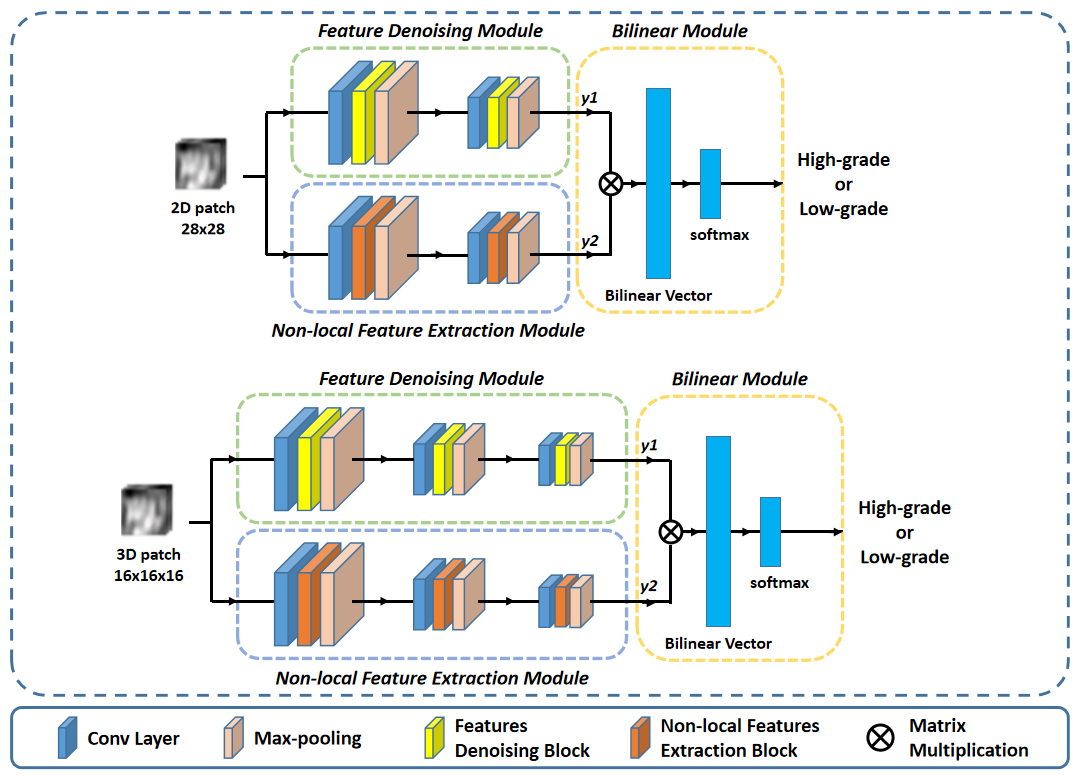 Feature Denoising Module
Bilinear Module
y1
2D patch
28x28
High-grade
or
Low-grade
softmax
y2
Bilinear Vector
Non-local Feature Extraction Module
Feature Denoising Module
Bilinear Module
y1
3D patch
16x16x16
High-grade
or
Low-grade
softmax
y2
Bilinear Vector
Non-local Feature Extraction Module
Conv Layer
Max-pooling
Features
Denoising Block
Non-local Features
Extraction Block
Matrix
Multiplication